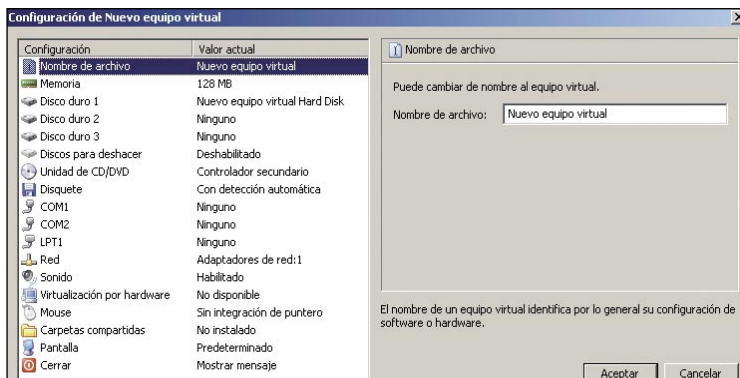 Configuración de Nuevo equipo virtual
Configuración Valor actual
Nombre de archivo Nuevo equipo virtual
Memoria 128 MB
Disco duro 1 Nuevo equipo virtual Hard Disk
Disco duro 2 Ninguno
Disco duro 3 Ninguno
Discos para deshacer Deshabilitado
Unidad de CD/DVD Controlador secundario
Disquete Con detección automática
COM1 Ninguno
COM2 Ninguno
LPT1 Ninguno
Red Adaptadores de red:1
Sonido Habilitado
Virtualización por hardware No disponible
Mouse Sin integración de puntero
Carpetas compartidas No instalado
Pantalla Predeterminado
Cerrar Mostrar mensaje
Nombre de archivo
Puede cambiar de nombre al equipo virtual.
Nombre de archivo: Nuevo equipo virtual
El nombre de un equipo virtual identifica por lo general su configuración de
software o hardware.
Aceptar Cancelar